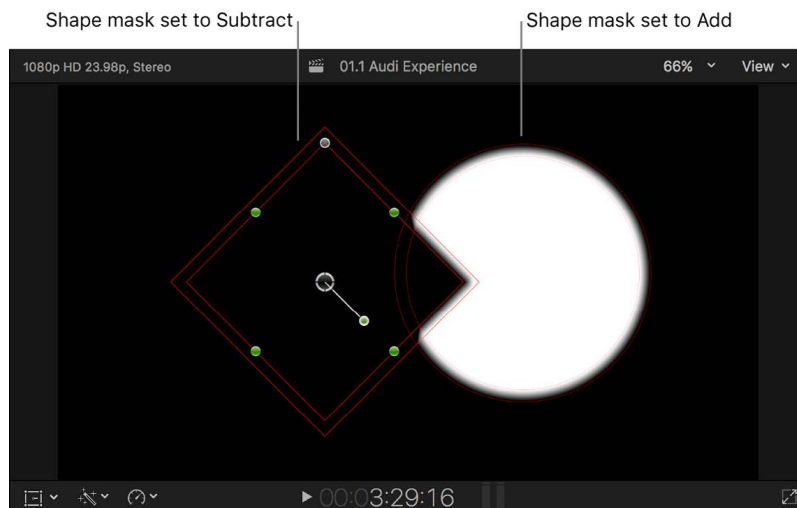 Shape mask set to Subtract
Shape mask set to Add
1080p HD 23.98p, Stereo
01.1 Audi Experience
66%
View
00:03:29:16